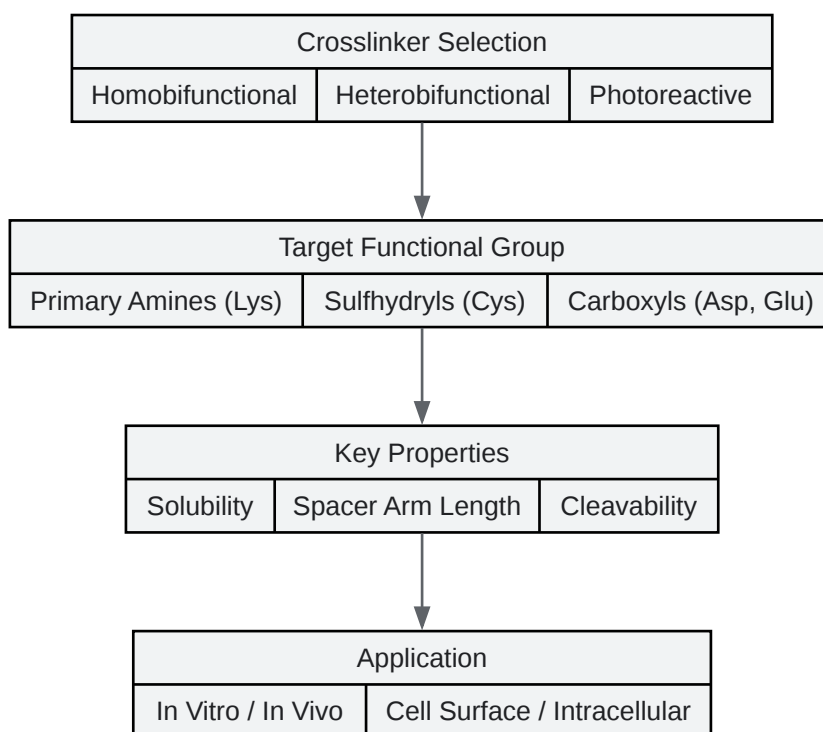 Crosslinker Selection
Homobifunctional Heterobifunctional Photoreactive
Target Functional Group
Primary Amines (Lys) Sulfhydryls (Cys) Carboxyls (Asp, Glu)
Key Properties
Solubility Spacer Arm Length Cleavability
Application
In Vitro / In Vivo Cell Surface / Intracellular